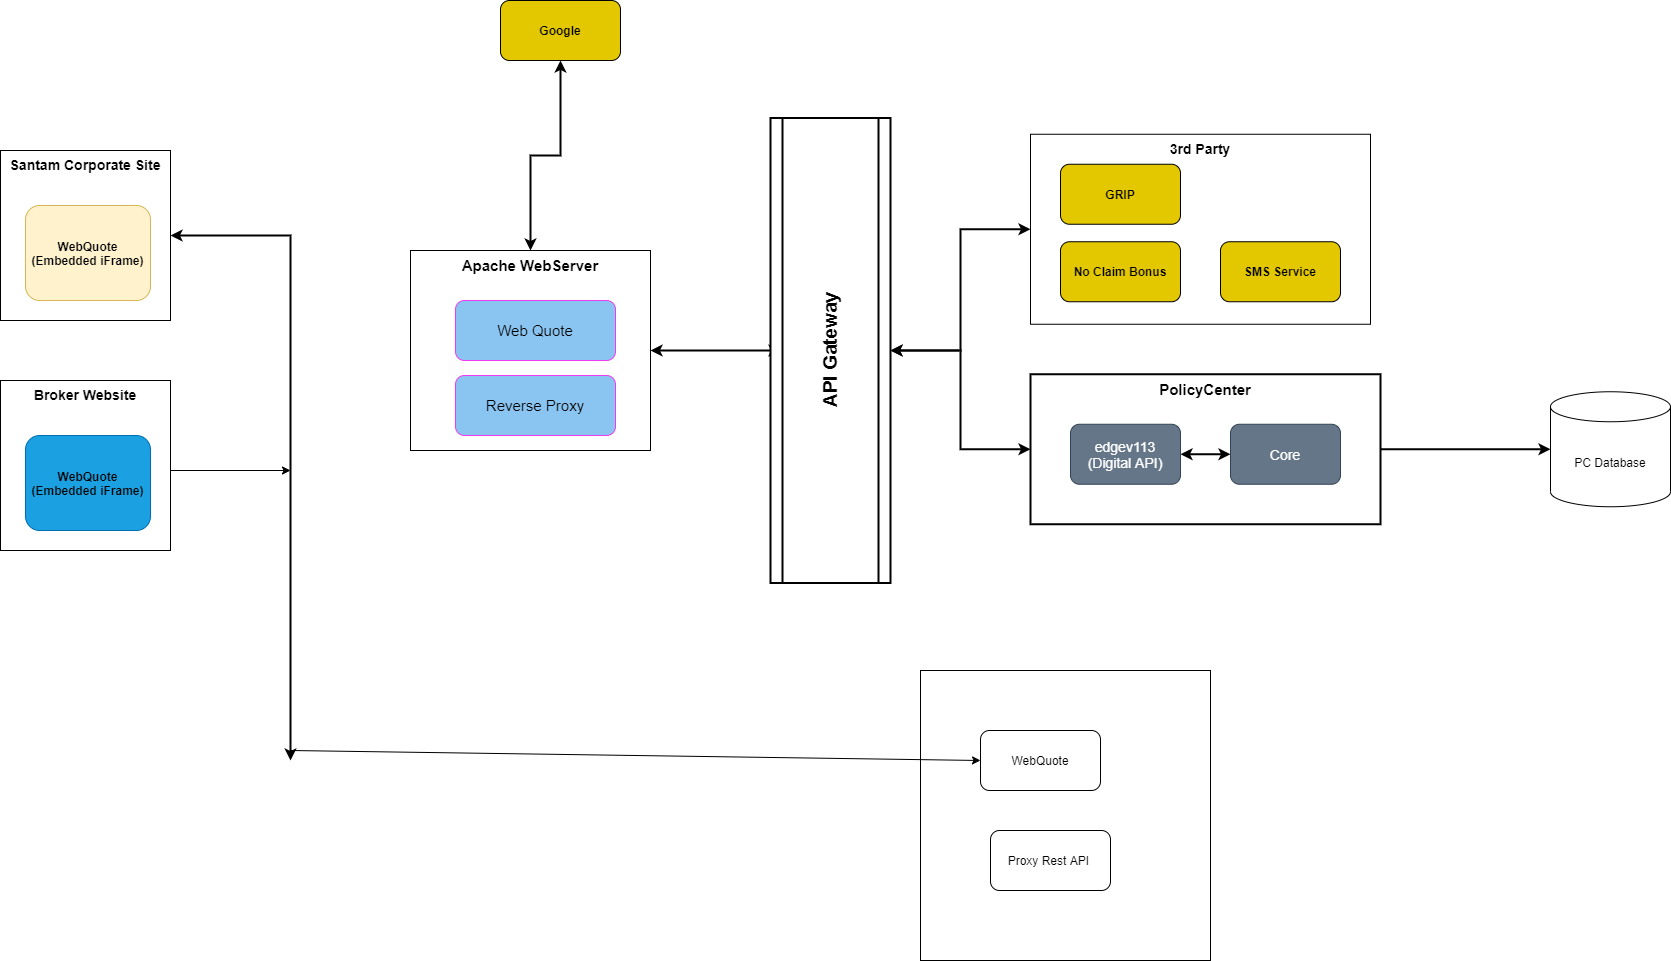 Google
Santam Corporate Site
WebQuote
(Embedded iFrame)
Broker Website
WebQuote
(Embedded iFrame)
Apache WebServer
Web Quote
Reverse Proxy
API Gateway
3rd Party
GRIP
No Claim Bonus
SMS Service
PolicyCenter
edgev113
(Digital API)
Core
PC Database
WebQuote
Proxy Rest API